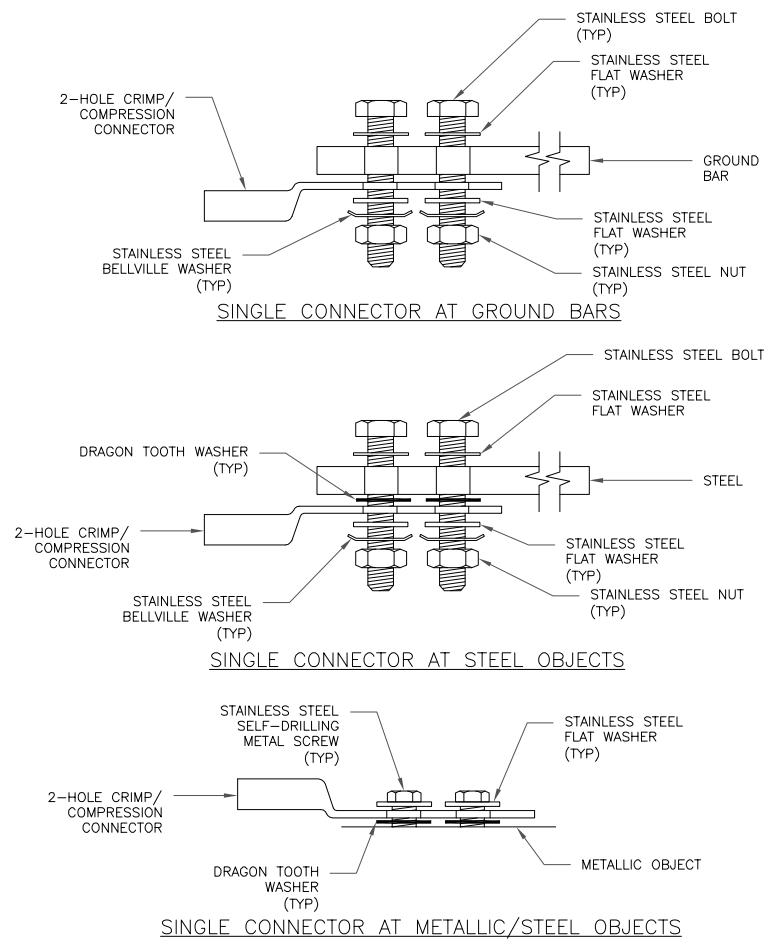 STAINLESS STEEL BOLT
(TYP)
STAINLESS STEEL
FLAT WASHER
(TYP)
2-HOLE CRIMP/
COMPRESSION
CONNECTOR
GROUND
BAR
STAINLESS STEEL
FLAT WASHER
(TYP)
STAINLESS STEEL
BELLVILLE WASHER
(TYP)
STAINLESS STEEL NUT
(TYP)
SINGLE CONNECTOR AT GROUND BARS
STAINLESS STEEL BOLT
STAINLESS STEEL
FLAT WASHER
DRAGON TOOTH WASHER
(TYP)
STEEL
2-HOLE CRIMP/
COMPRESSION
CONNECTOR
STAINLESS STEEL
FLAT WASHER
(TYP)
STAINLESS STEEL NUT
(TYP)
STAINLESS STEEL
BELLVILLE WASHER
(TYP)
SINGLE CONNECTOR AT STEEL OBJECTS
STAINLESS STEEL
SELF-DRILLING
METAL SCREW
(TYP)
STAINLESS STEEL
FLAT WASHER
(TYP)
2-HOLE CRIMP/
COMPRESSION
CONNECTOR
DRAGON TOOTH
WASHER
(TYP)
METALLIC OBJECT
SINGLE CONNECTOR AT METALLIC/STEEL OBJECTS